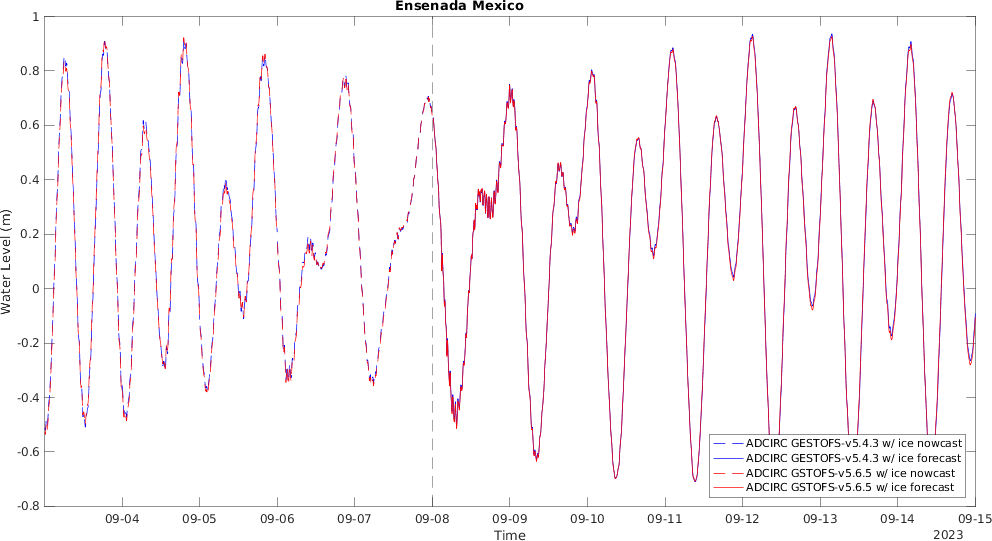 Ensenada Mexico
1
0.8
0.6
0.4
0.2
0
-0.2
-0.4
-0.6
-0.8
Water Level (m)
ADCIRC GESTOFS-v5.4.3 w/ ice nowcast
ADCIRC GESTOFS-v5.4.3 w/ ice forecast
ADCIRC GSTOFS-v5.6.5 w/ ice nowcast
ADCIRC GSTOFS-v5.6.5 w/ ice forecast
09-04 09-05 09-06 09-07 09-08 09-09 09-10 09-11 09-12 09-13 09-14 09-15
Time
2023